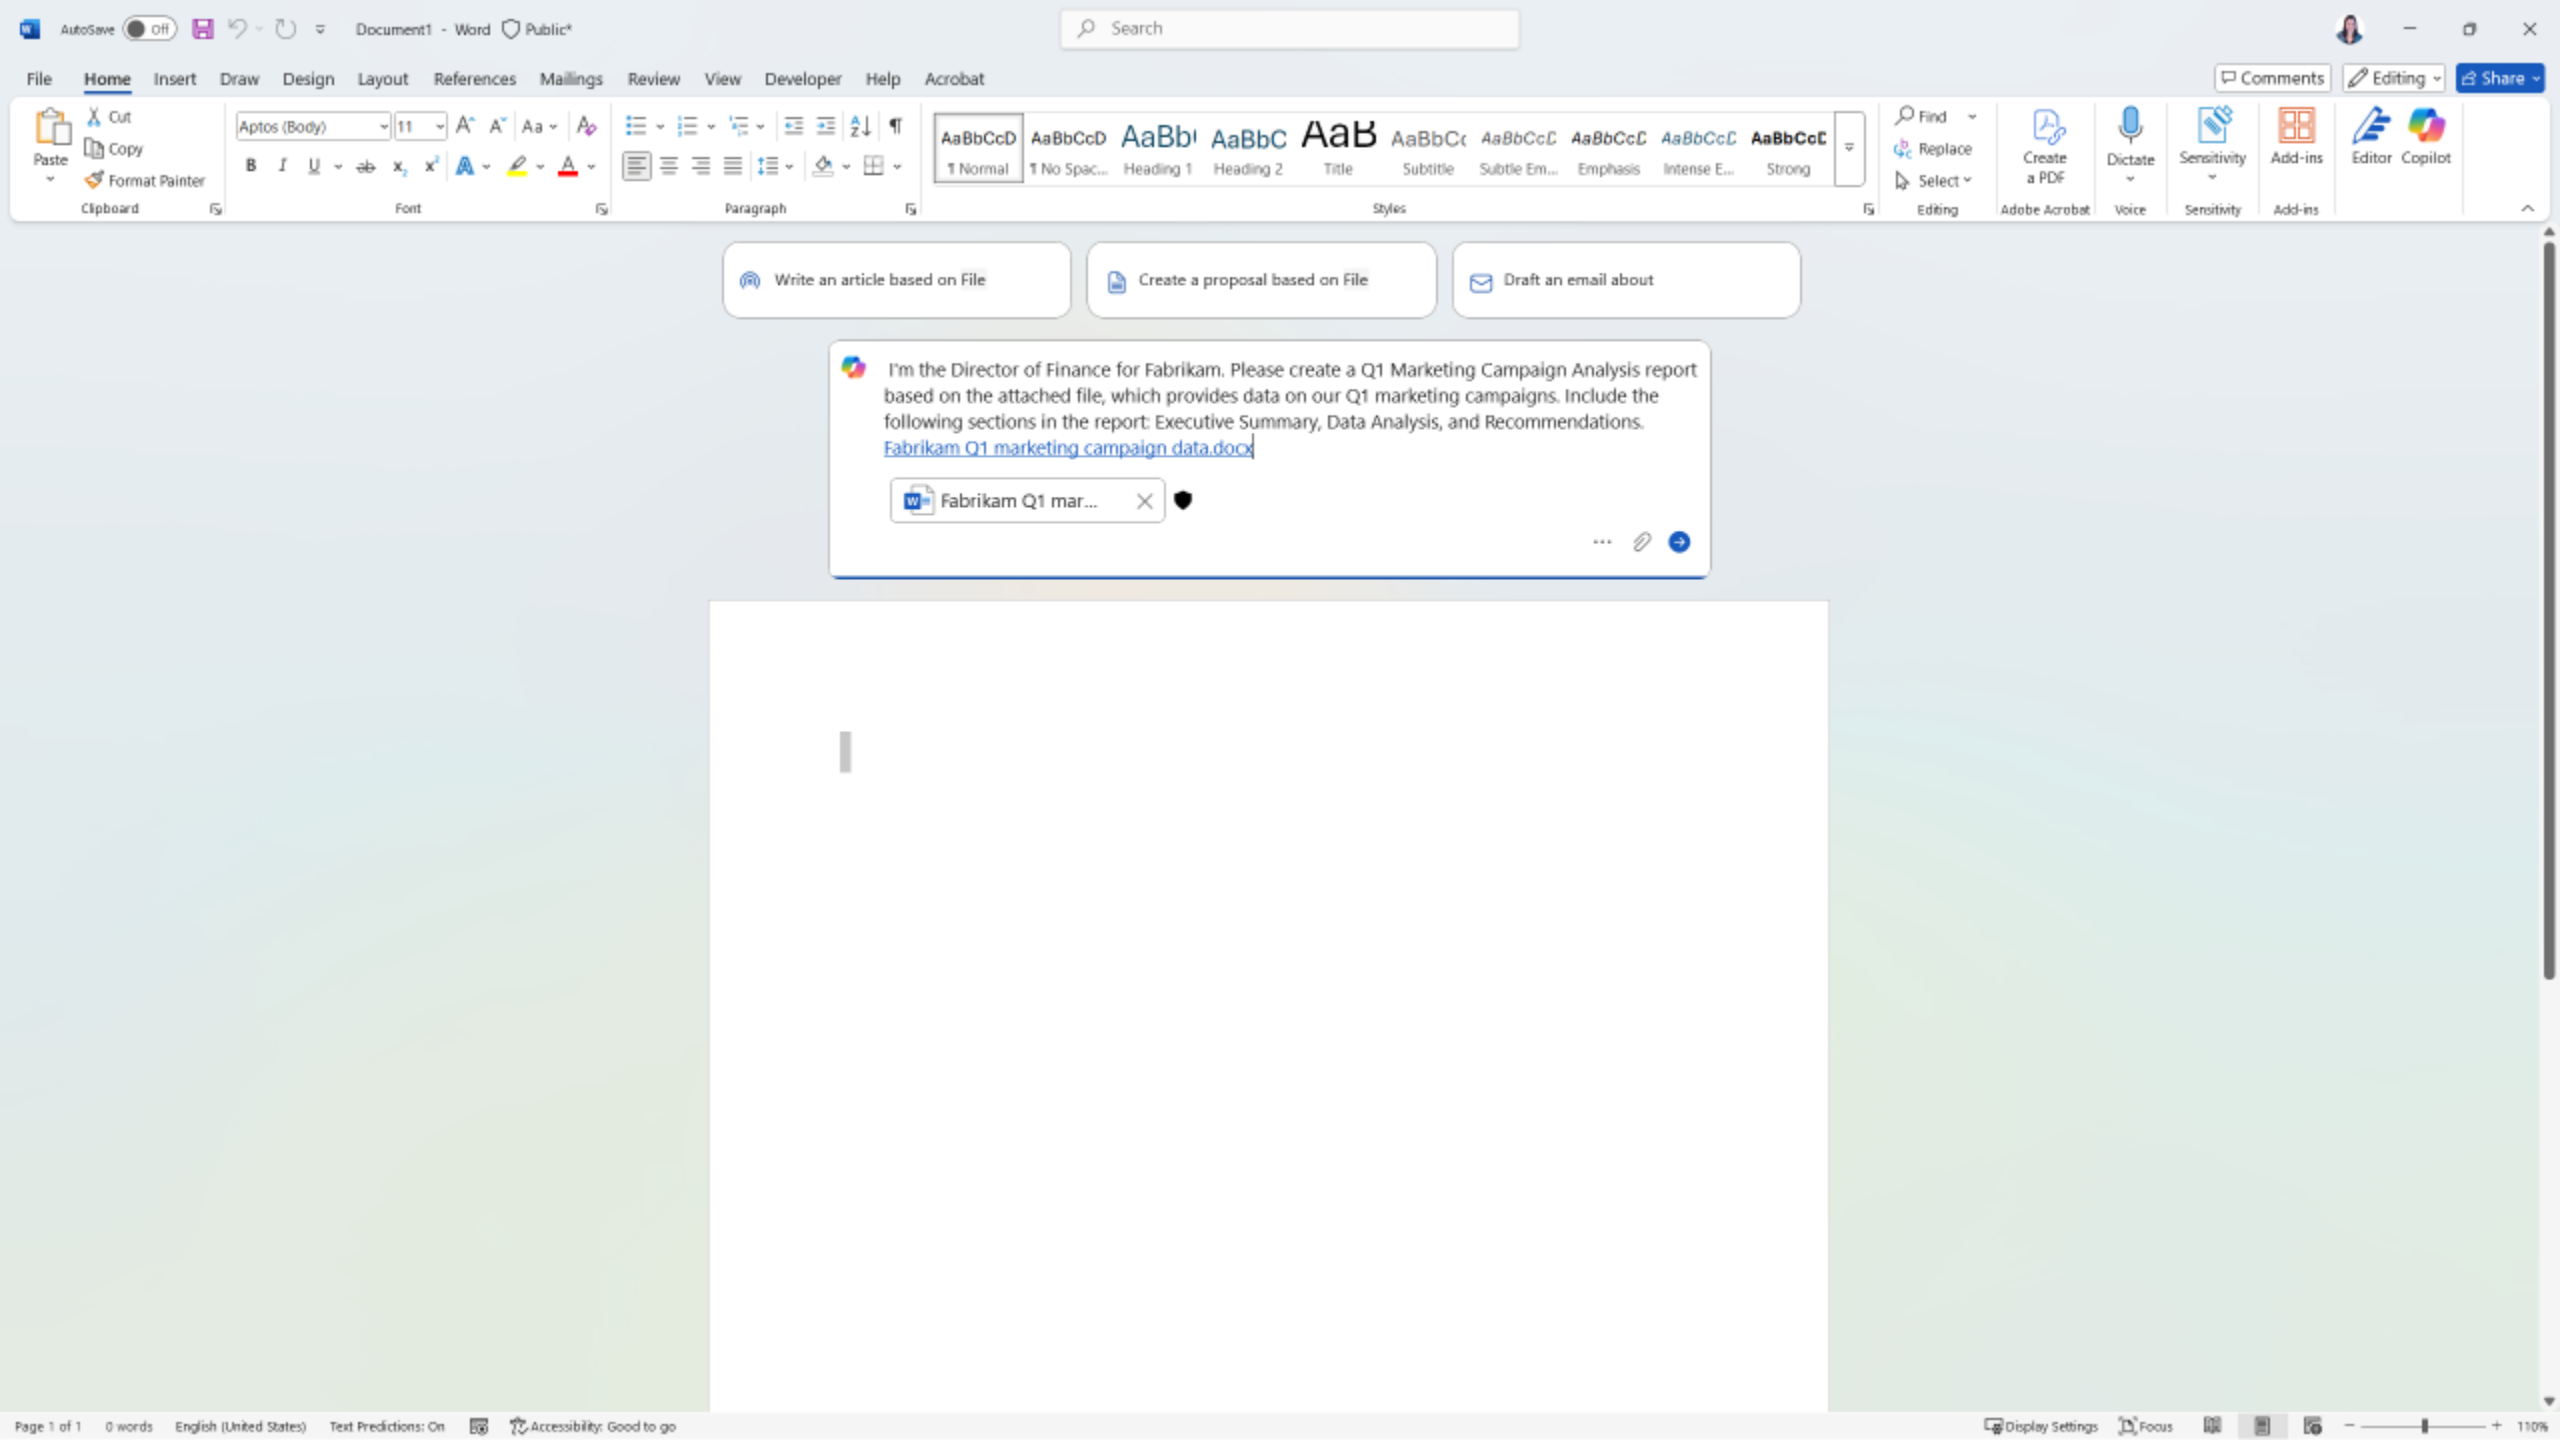 AutoSave Off Document1 - Word Public* Search
File Home Insert Draw Design Layout References Mailings Review View Developer Help Acrobat Comments Editing Share
Paste
Cut
Copy
Format Painter
Clipboard
Aptos (Body) 11 Aa
B I U ab x₂ x² A A
Font
Paragraph
AaBbCcD AaBbCcD AaBb( AaBbC AaB AaBbC( AaBbCcD AaBbCcD AaBbCcD AaBbCcD
¶ Normal ¶ No Spac... Heading 1 Heading 2 Title Subtitle Subtle Em... Emphasis Intense E... Strong
Styles
Find
Replace
Select
Editing
Create a PDF
Adobe Acrobat
Dictate
Voice
Sensitivity
Sensitivity
Add-ins
Add-ins
Editor Copilot
Write an article based on File
Create a proposal based on File
Draft an email about
I'm the Director of Finance for Fabrikam. Please create a Q1 Marketing Campaign Analysis report
based on the attached file, which provides data on our Q1 marketing campaigns. Include the
following sections in the report: Executive Summary, Data Analysis, and Recommendations.
Fabrikam Q1 marketing campaign data.docx
Fabrikam Q1 mar...
Page 1 of 1 0 words English (United States) Text Predictions: On Accessibility: Good to go Display Settings Focus 110%